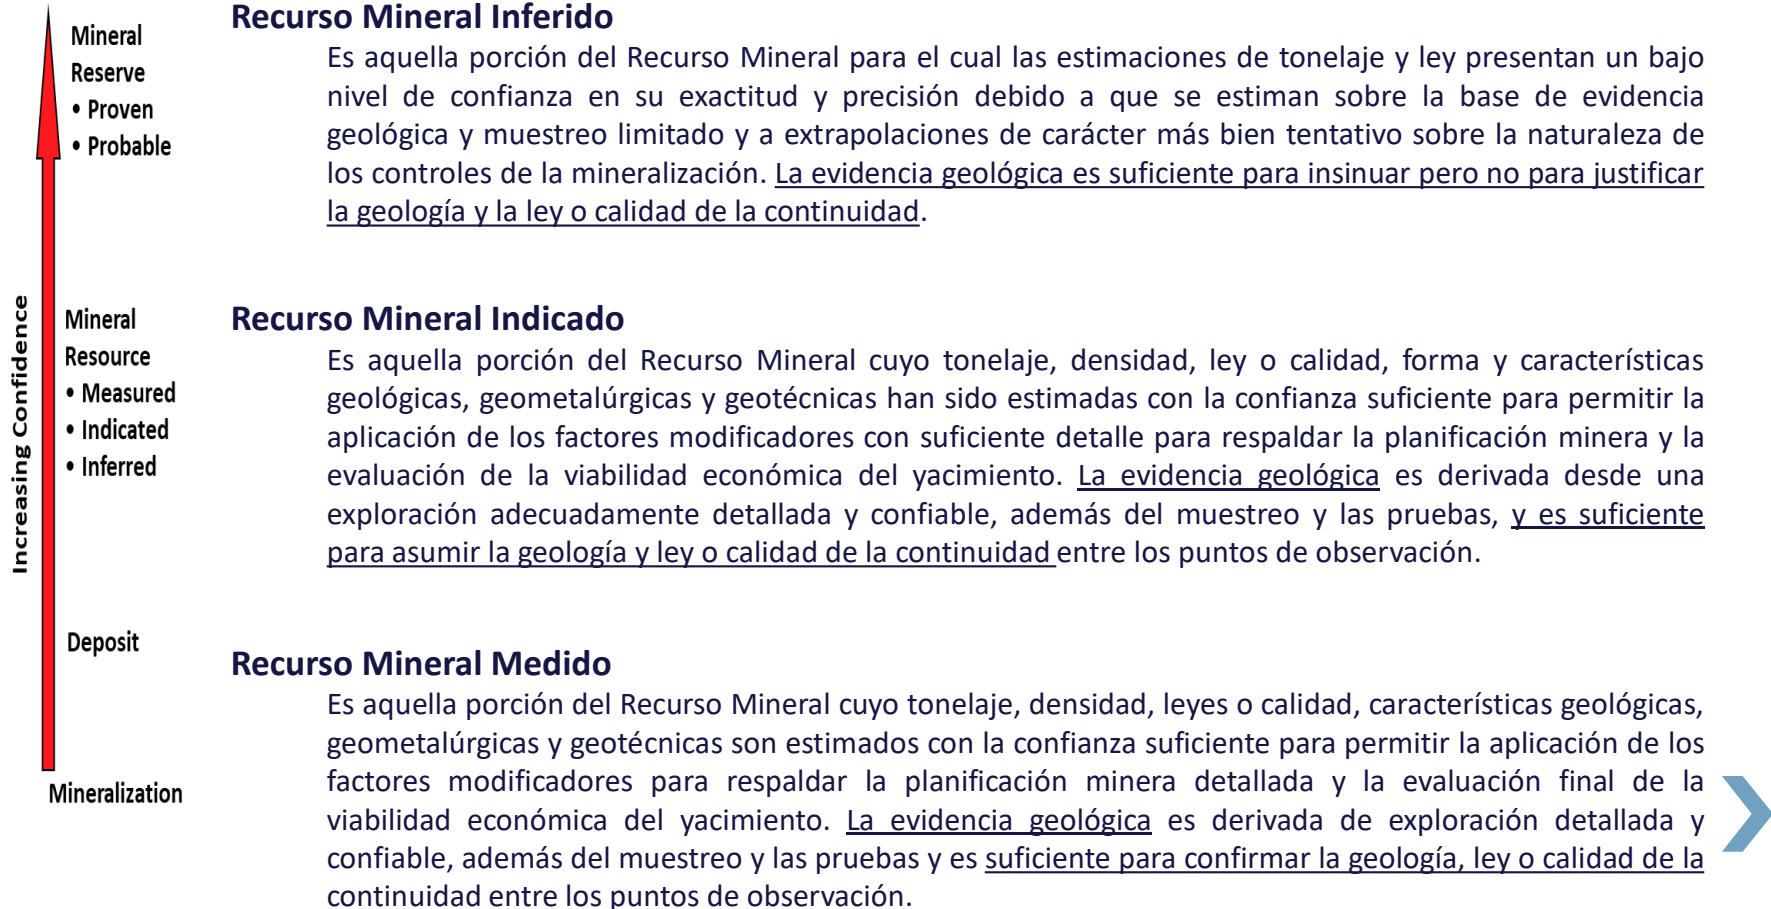 Mineral
Reserve
• Proven
• Probable
Increasing Confidence
Mineral
Resource
• Measured
• Indicated
• Inferred
Deposit
Mineralization
Recurso Mineral Inferido
Es aquella porción del Recurso Mineral para el cual las estimaciones de tonelaje y ley presentan un bajo
nivel de confianza en su exactitud y precisión debido a que se estiman sobre la base de evidencia
geológica y muestreo limitado y a extrapolaciones de carácter más bien tentativo sobre la naturaleza de
los controles de la mineralización. La evidencia geológica es suficiente para insinuar pero no para justificar
la geología y la ley o calidad de la continuidad.
Recurso Mineral Indicado
Es aquella porción del Recurso Mineral cuyo tonelaje, densidad, ley o calidad, forma y características
geológicas, geometalúrgicas y geotécnicas han sido estimadas con la confianza suficiente para permitir la
aplicación de los factores modificadores con suficiente detalle para respaldar la planificación minera y la
evaluación de la viabilidad económica del yacimiento. La evidencia geológica es derivada desde una
exploración adecuadamente detallada y confiable, además del muestreo y las pruebas, y es suficiente
para asumir la geología y ley o calidad de la continuidad entre los puntos de observación.
Recurso Mineral Medido
Es aquella porción del Recurso Mineral cuyo tonelaje, densidad, leyes o calidad, características geológicas,
geometalúrgicas y geotécnicas son estimados con la confianza suficiente para permitir la aplicación de los
factores modificadores para respaldar la planificación minera detallada y la evaluación final de la
viabilidad económica del yacimiento. La evidencia geológica es derivada de exploración detallada y
confiable, además del muestreo y las pruebas y es suficiente para confirmar la geología, ley o calidad de la
continuidad entre los puntos de observación.